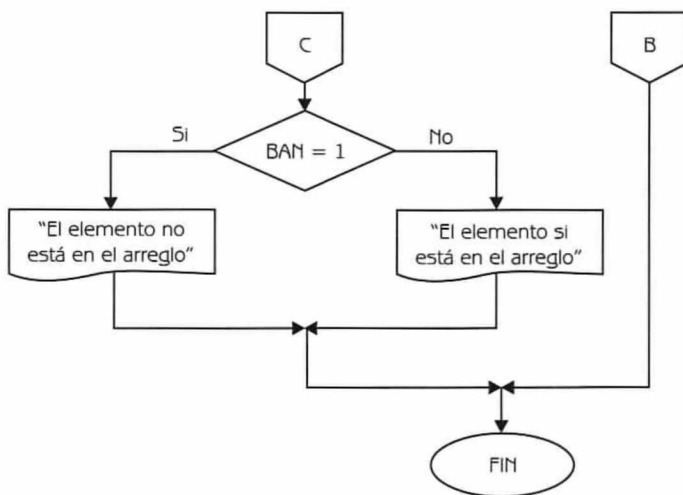 C
B
Si
BAN = 1
No
“El elemento no
está en el arreglo”
“El elemento si
está en el arreglo”
FIN